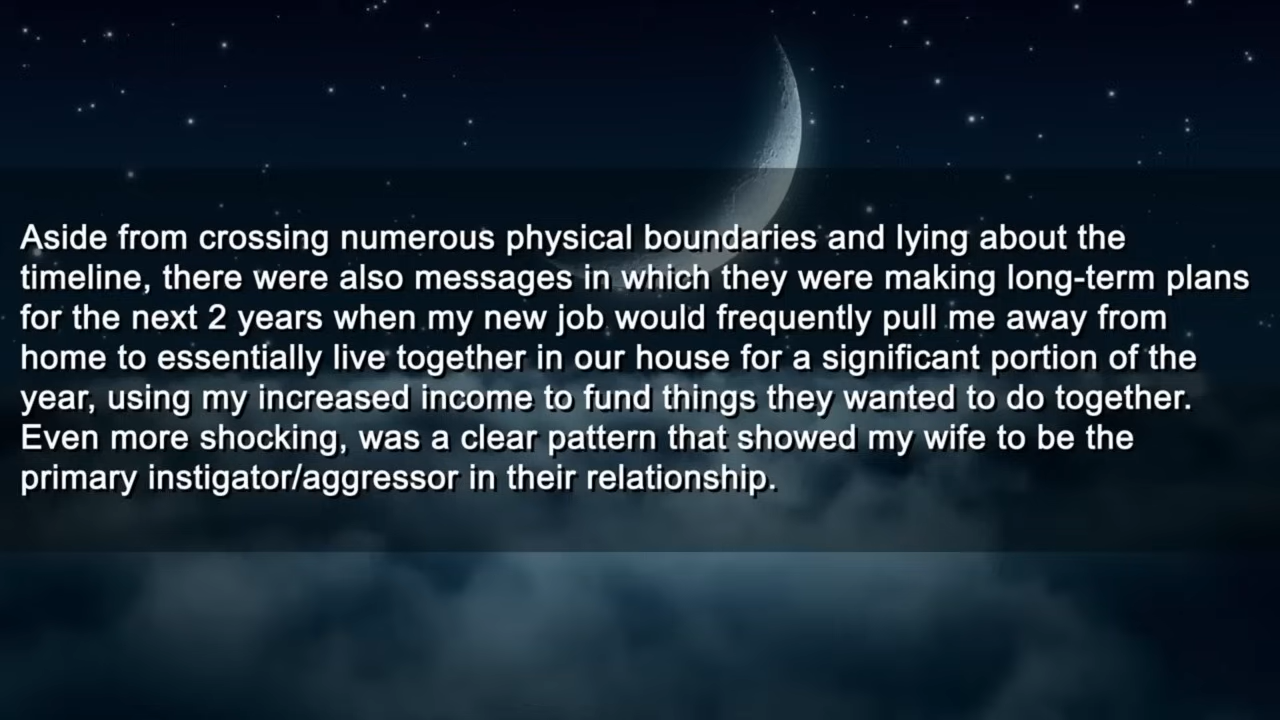 Aside from crossing numerous physical boundaries and lying about the
timeline, there were also messages in which they were making long-term plans
for the next 2 years when my new job would frequently pull me away from
home to essentially live together in our house for a significant portion of the
year, using my increased income to fund things they wanted to do together.
Even more shocking, was a clear pattern that showed my wife to be the
primary instigator/aggressor in their relationship.